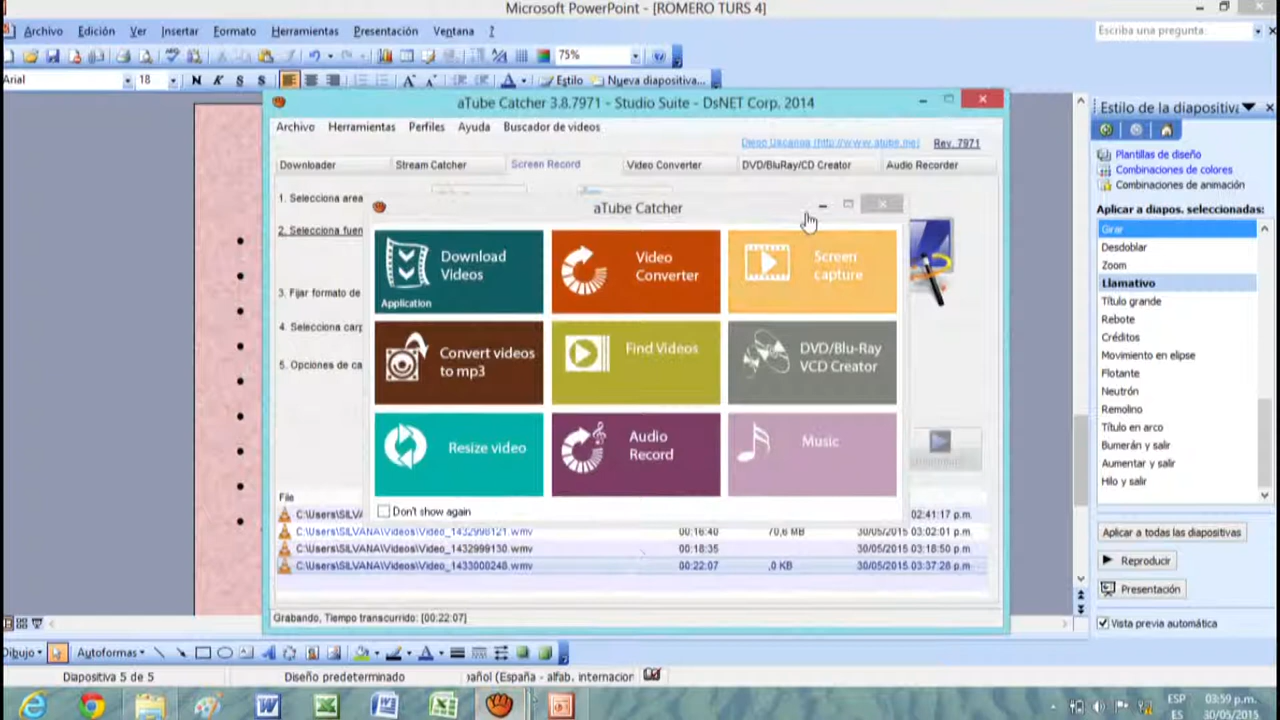 Microsoft PowerPoint - [ROMERO TURS 4]
Archivo Edición Ver Insertar Formato Herramientas Presentación Ventana ?
Escriba una pregunta
75%
Arial 18 N K S S Estilo Nueva diapositiva...
aTube Catcher 3.8.7971 - Studio Suite - DsNET Corp. 2014
Archivo Herramientas Perfiles Ayuda Buscador de videos
Rev. 7971
Downloader Stream Catcher Screen Record Video Converter DVD/BluRay/CD Creator Audio Recorder
1. Selecciona area
2. Selecciona fuen
3. Fijar formato de
4. Selecciona carp
5. Opciones de ca
aTube Catcher
Download Videos
Application
Video Converter
Screen capture
Convert videos to mp3
Find Videos
DVD/Blu-Ray VCD Creator
Resize video
Audio Record
Music
Don't show again
File
C:\Users\SILVA 02:41:17 p.m.
C:\Users\SILVANA\Videos\Video_1432998121.wmv 00:16:40 70,6 MB 30/05/2015 03:02:01 p.m.
C:\Users\SILVANA\Videos\Video_1432999130.wmv 00:18:35 30/05/2015 03:18:50 p.m.
C:\Users\SILVANA\Videos\Video_1433000248.wmv 00:22:07 ,0 KB 30/05/2015 03:37:28 p.m.
Grabando, Tiempo transcurrido: [00:22:07]
Estilo de la diapositiva
Plantillas de diseño
Combinaciones de colores
Combinaciones de animación
Aplicar a diapos. seleccionadas:
Girar
Desdoblar
Zoom
Llamativo
Título grande
Rebote
Créditos
Movimiento en elipse
Flotante
Neutrón
Remolino
Título en arco
Bumerán y salir
Aumentar y salir
Hilo y salir
Aplicar a todas las diapositivas
Reproducir
Presentación
Vista previa automática
Dibujo Autoformas
Diapositiva 5 de 5 Diseño predeterminado pañol (España - alfab. internacior
ESP
ES
03:59 p.m.
30/05/2015